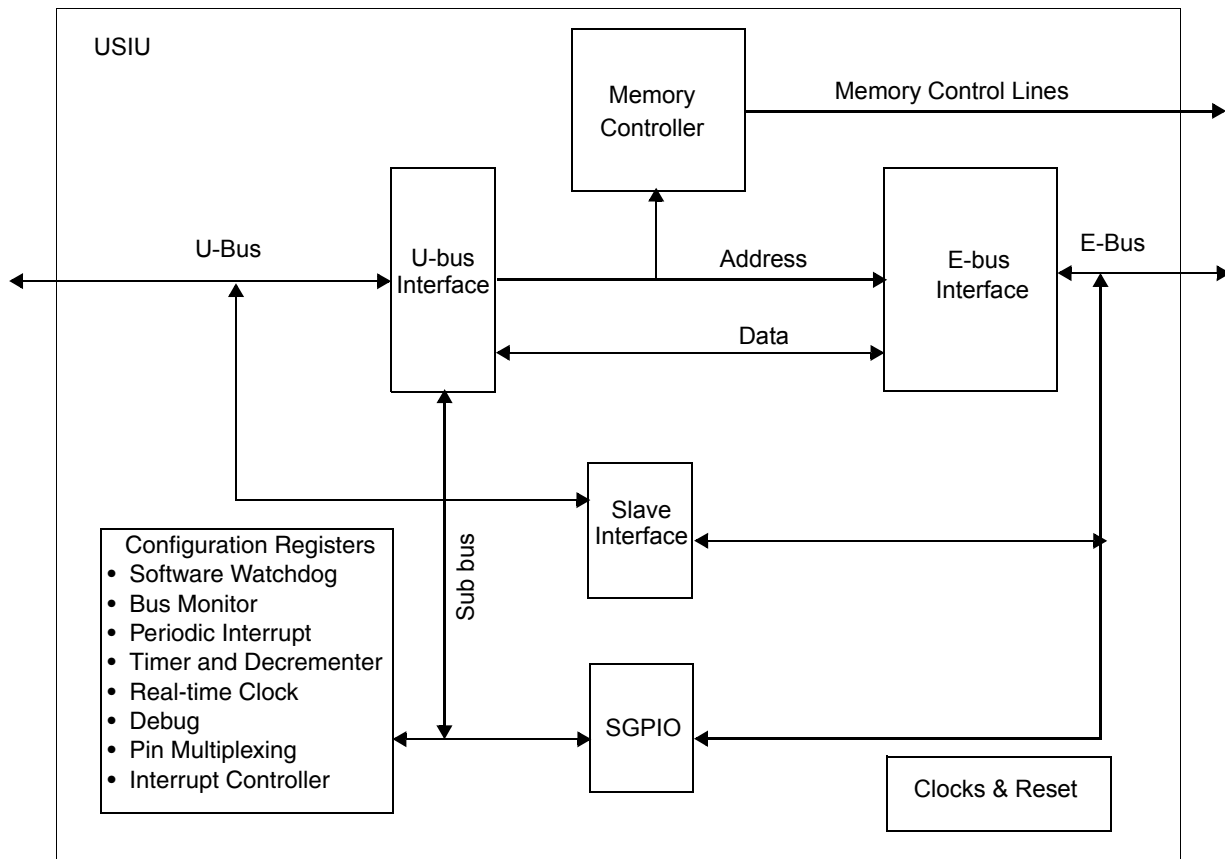 USIU
Memory
Controller
Memory Control Lines
U-Bus
U-bus
Interface
Address
E-bus
Interface
E-Bus
Data
Slave
Interface
Sub bus
Configuration Registers
• Software Watchdog
• Bus Monitor
• Periodic Interrupt
• Timer and Decrementer
• Real-time Clock
• Debug
• Pin Multiplexing
• Interrupt Controller
SGPIO
Clocks & Reset